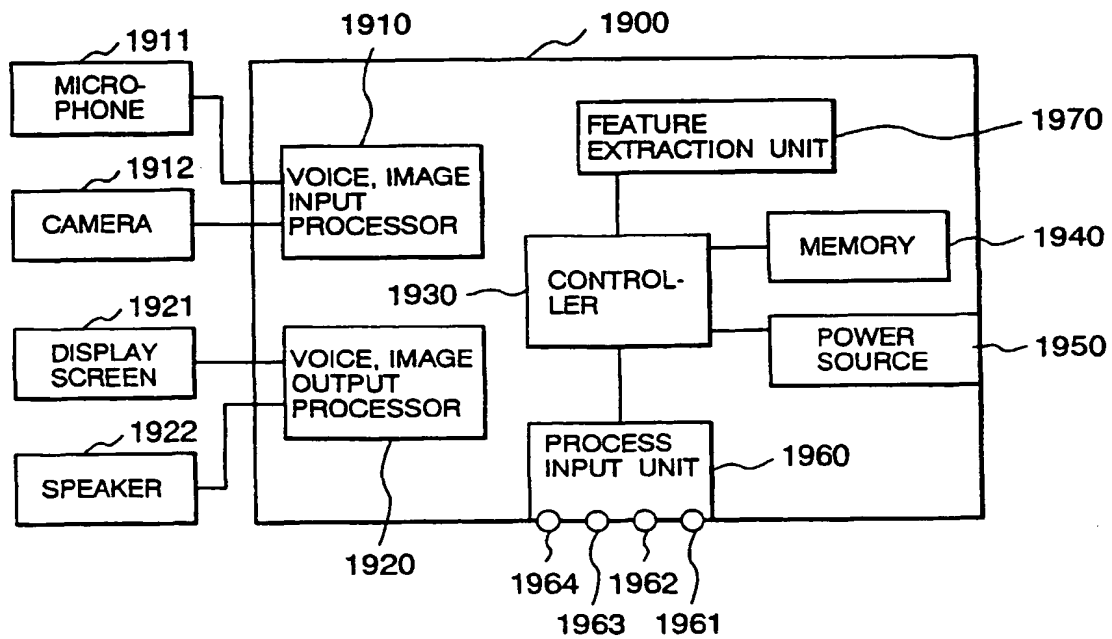 1911
MICRO-
PHONE
1912
CAMERA
1921
DISPLAY
SCREEN
1922
SPEAKER
1910
VOICE, IMAGE
INPUT
PROCESSOR
VOICE, IMAGE
OUTPUT
PROCESSOR
1920
1900
FEATURE
EXTRACTION UNIT
1970
1930
CONTROL-
LER
MEMORY
1940
POWER
SOURCE
1950
PROCESS
INPUT UNIT
1960
1964
1963
1962
1961